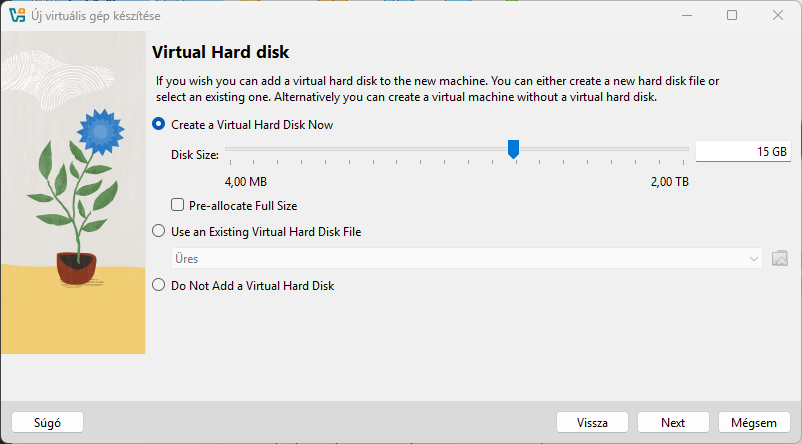 Új virtuális gép készítése
Virtual Hard disk
If you wish you can add a virtual hard disk to the new machine. You can either create a new hard disk file or
select an existing one. Alternatively you can create a virtual machine without a virtual hard disk.
Create a Virtual Hard Disk Now
Disk Size:
15 GB
4,00 MB
2,00 TB
Pre-allocate Full Size
Use an Existing Virtual Hard Disk File
Üres
Do Not Add a Virtual Hard Disk
Súgó
Vissza
Next
Mégsem